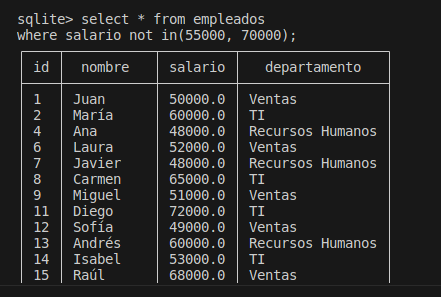 sqlite> select * from empleados
where salario not in(55000, 70000);
id nombre salario departamento
1 Juan 50000.0 Ventas
2 María 60000.0 TI
4 Ana 48000.0 Recursos Humanos
6 Laura 52000.0 Ventas
7 Javier 48000.0 Recursos Humanos
8 Carmen 65000.0 TI
9 Miguel 51000.0 Ventas
11 Diego 72000.0 TI
12 Sofía 49000.0 Ventas
13 Andrés 60000.0 Recursos Humanos
14 Isabel 53000.0 TI
15 Raúl 68000.0 Ventas